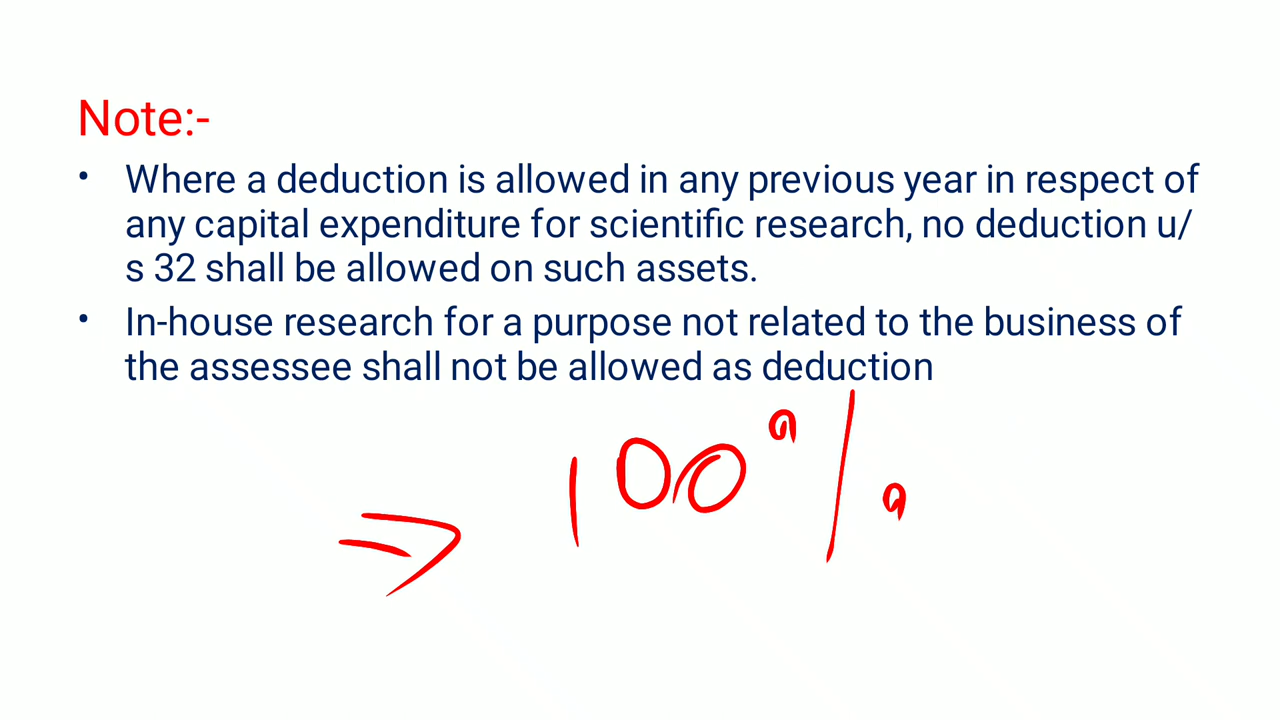 Note:-
• Where a deduction is allowed in any previous year in respect of
any capital expenditure for scientific research, no deduction u/
s 32 shall be allowed on such assets.
• In-house research for a purpose not related to the business of
the assessee shall not be allowed as deduction
⇒ 100%